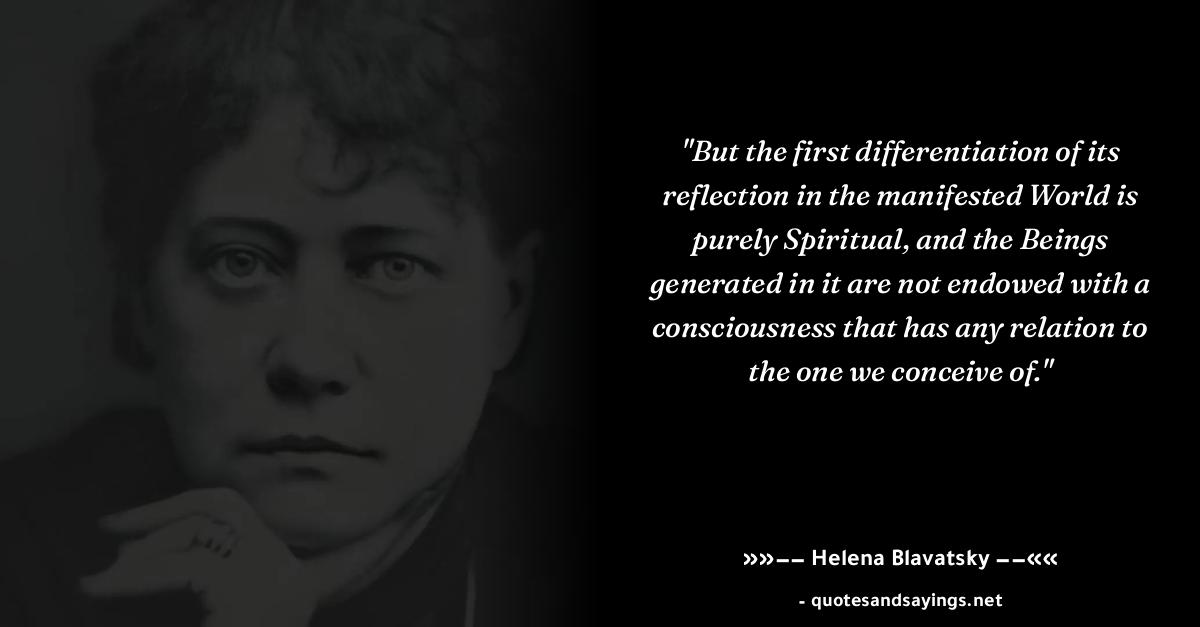 "But the first differentiation of its
reflection in the manifested World is
purely Spiritual, and the Beings
generated in it are not endowed with a
consciousness that has any relation to
the one we conceive of."
»»–– Helena Blavatsky ––««
- quotesandsayings.net